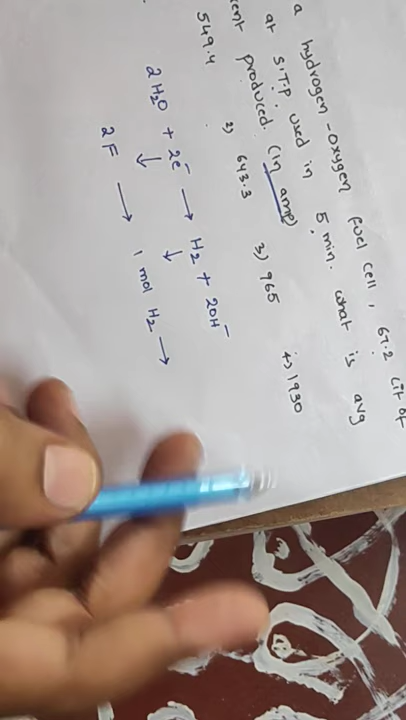 a hydrogen - oxygen fuel cell, 67.2 Lit of
at S.T.P. used in 5 min. what is avg
ent produced. (in amp)
549.4 2) 643.3 3) 965 4) 1930
2H₂O + 2e⁻ → H₂ + 2OH⁻
↓ ↓
2F → 1 mol H₂ →